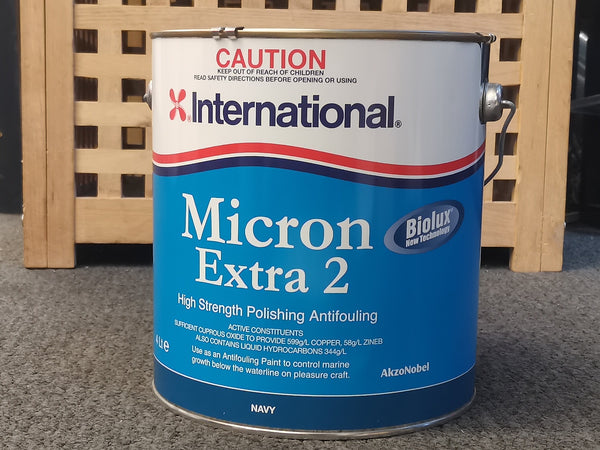 CAUTION
KEEP OUT OF REACH OF CHILDREN
READ SAFETY DIRECTIONS BEFORE OPENING OR USING
International®
Micron
Extra 2
Biolux®
New Technology
High Strength Polishing Antifouling
ACTIVE CONSTITUENTS
SUFFICIENT CUPROUS OXIDE TO PROVIDE 599g/L COPPER, 58g/L ZINEB
ALSO CONTAINS LIQUID HYDROCARBONS 344g/L
4 L ℮
Use as an Antifouling Paint to control marine
growth below the waterline on pleasure craft.
AkzoNobel
NAVY